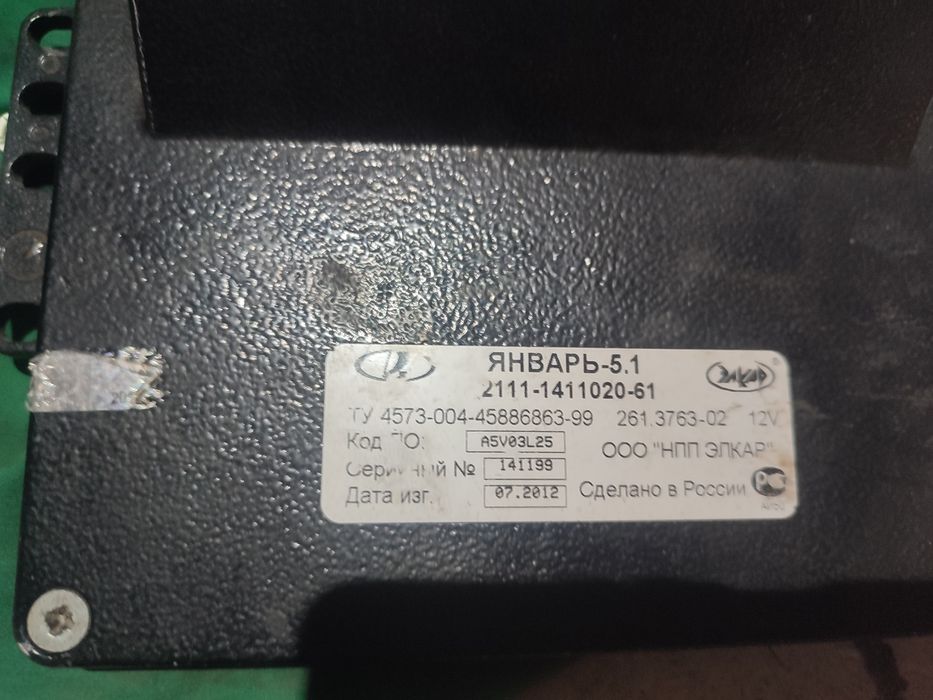 ЯНВАРЬ-5.1
2111-1411020-61
ЭЛКАР
ТУ 4573-004-45886863-99 261.3763-02 12V
Код ПО: A5V03L25
ООО "НПП ЭЛКАР"
Серийный № 141199
Дата изг. 07.2012 Сделано в России
РСТ